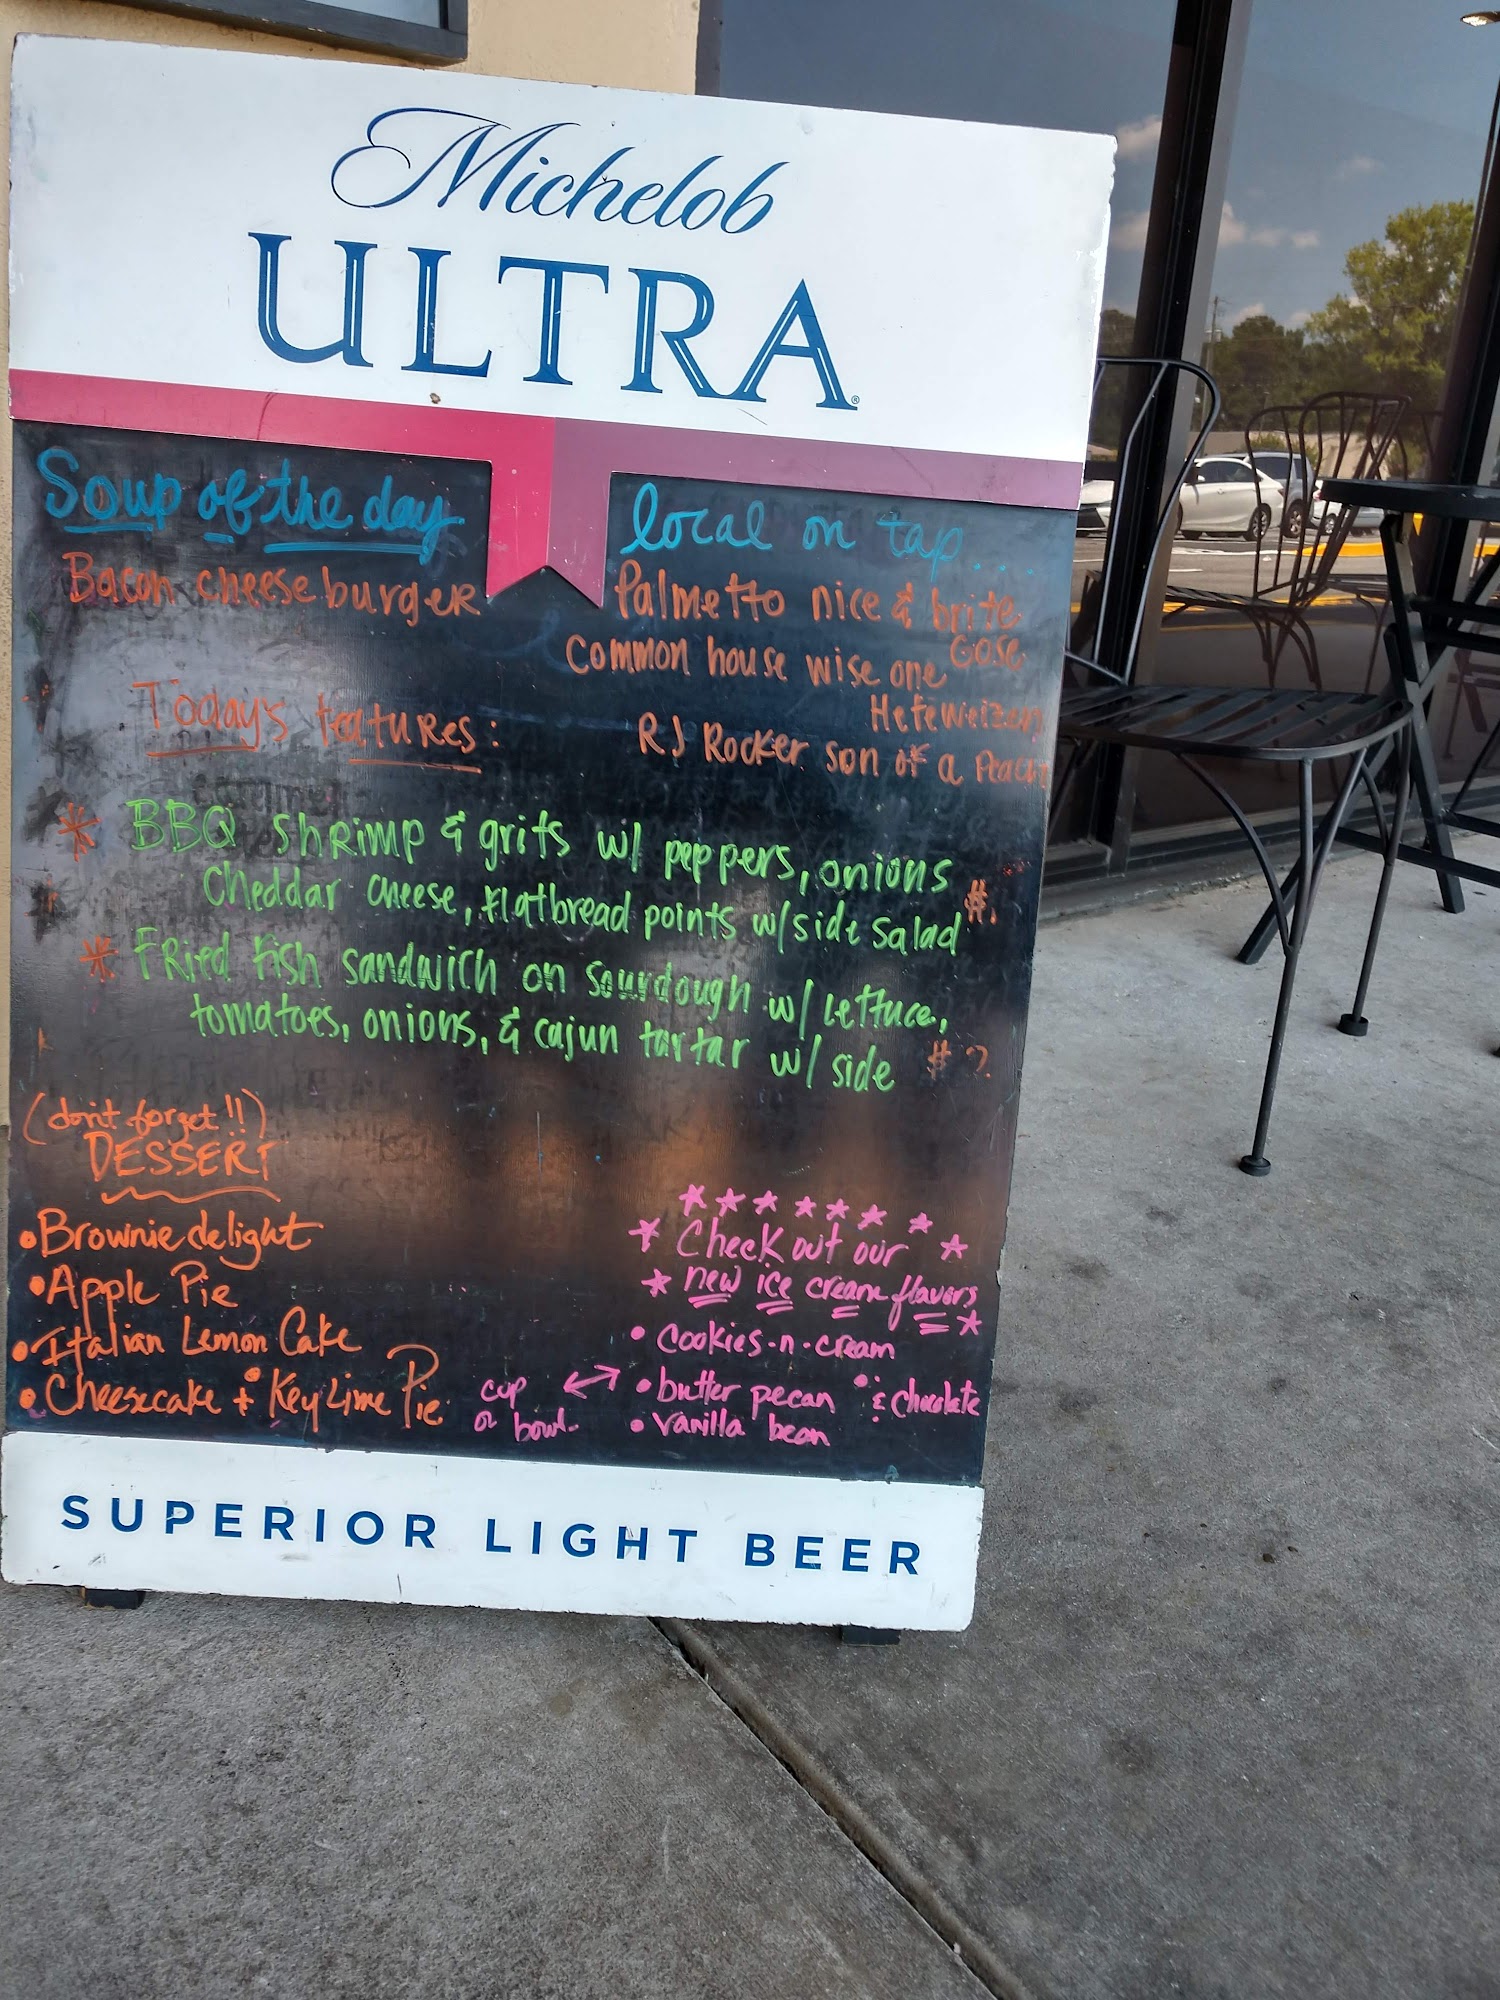 Michelob
ULTRA®
Soup of the day
Bacon cheeseburger
Today's features:
local on tap....
Palmetto nice & brite
Gose
Common house wise one
Hefeweizen
RJ Rocker son of a Peach
* BBQ shrimp & grits w/ peppers, onions
Cheddar cheese, flatbread points w/side salad #.
* Fried fish sandwich on sourdough w/ lettuce,
tomatoes, onions, & cajun tartar w/ side #?
(don't forget!!)
DESSERT
• Brownie delight
• Apple Pie
• Italian Lemon Cake
• Cheesecake + • Key Lime Pie
Check out our
new ice cream flavors
• cookies-n-cream
• butter pecan • & chocolate
• vanilla bean
cup
or bowl.
SUPERIOR LIGHT BEER